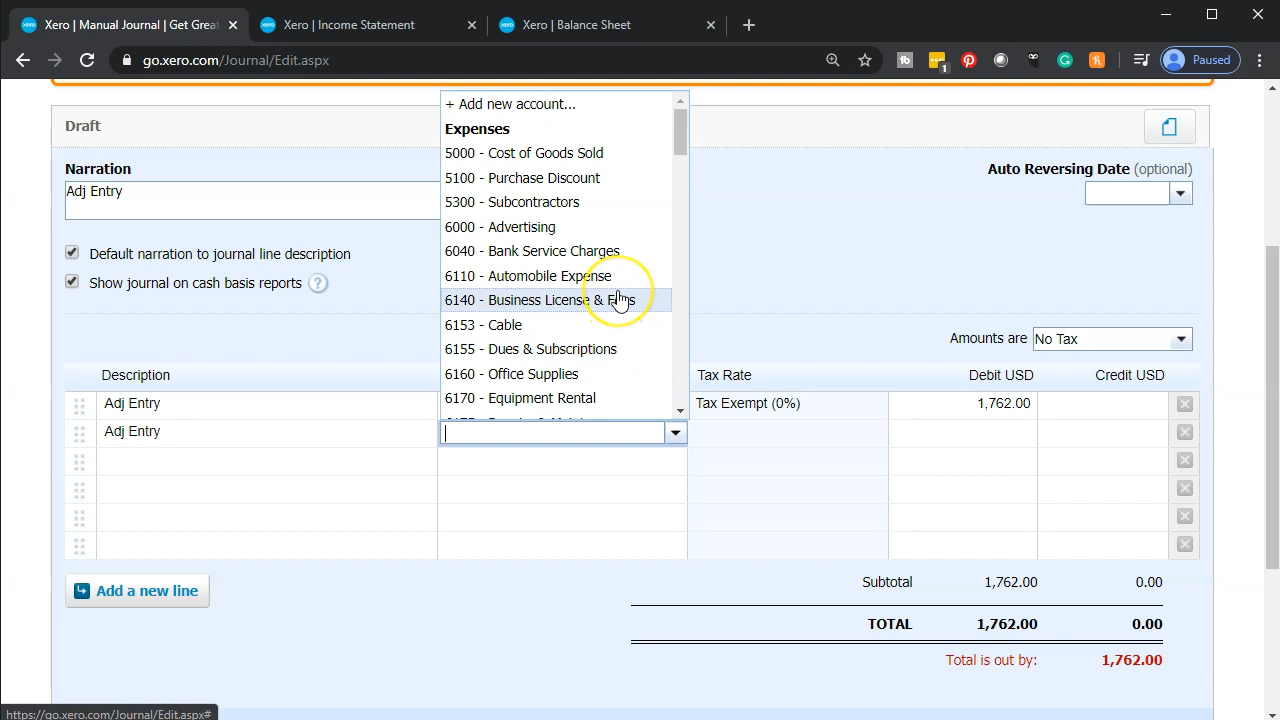 Xero | Manual Journal | Get Grea
Xero | Income Statement
Xero | Balance Sheet
go.xero.com/Journal/Edit.aspx
1
Paused
Draft
Narration
Adj Entry
Auto Reversing Date (optional)
Default narration to journal line description
Show journal on cash basis reports ?
+ Add new account...
Expenses
5000 - Cost of Goods Sold
5100 - Purchase Discount
5300 - Subcontractors
6000 - Advertising
6040 - Bank Service Charges
6110 - Automobile Expense
6140 - Business License &
6153 - Cable
6155 - Dues & Subscriptions
6160 - Office Supplies
6170 - Equipment Rental
Amounts are No Tax
Description Tax Rate Debit USD Credit USD
Adj Entry Tax Exempt (0%) 1,762.00
Adj Entry
Add a new line
Subtotal 1,762.00 0.00
TOTAL 1,762.00 0.00
Total is out by: 1,762.00
https://go.xero.com/Journal/Edit.aspx#